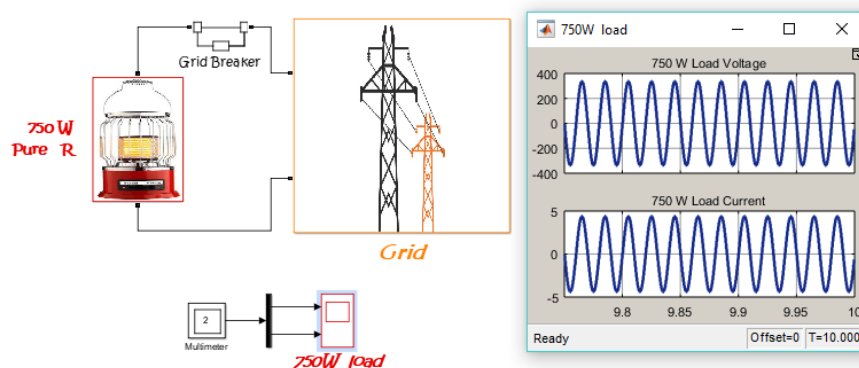 Grid Breaker
750 W
Pure R
Grid
2
Multimeter
750W load
750W load
750 W Load Voltage
400
200
0
-200
-400
750 W Load Current
5
0
-5
9.8 9.85 9.9 9.95 10
Ready Offset=0 T=10.000